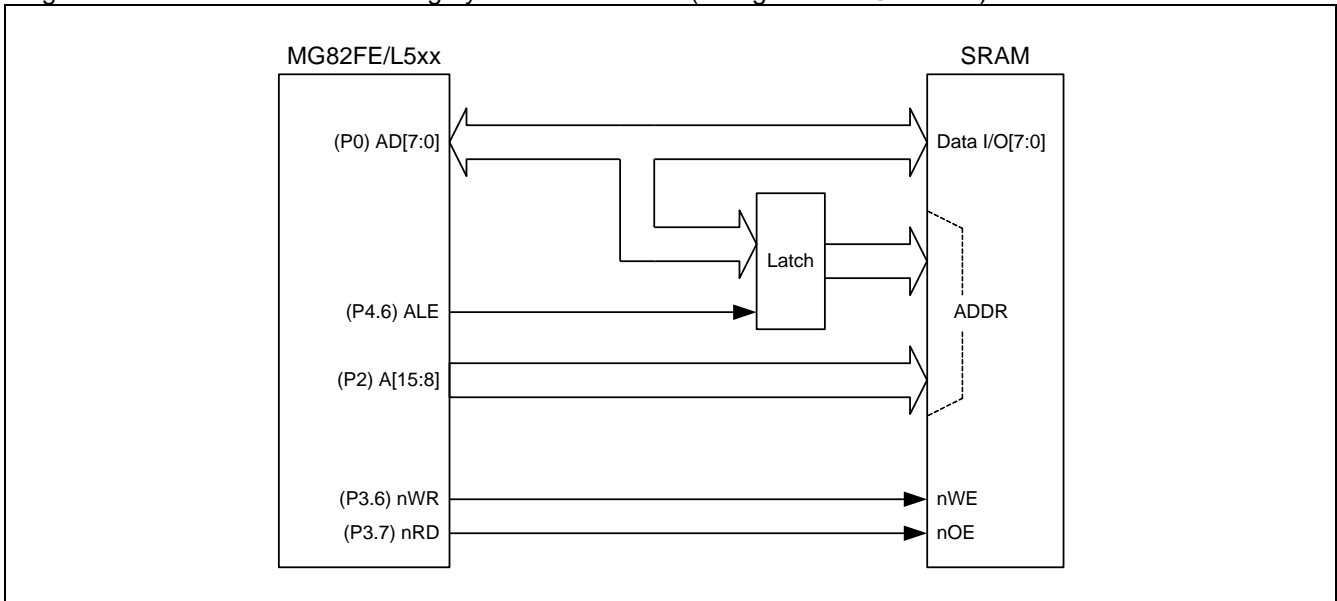 MG82FE/L5xx SRAM
(P0) AD[7:0] Data I/O[7:0]
Latch
(P4.6) ALE ADDR
(P2) A[15:8]
(P3.6) nWR nWE
(P3.7) nRD nOE